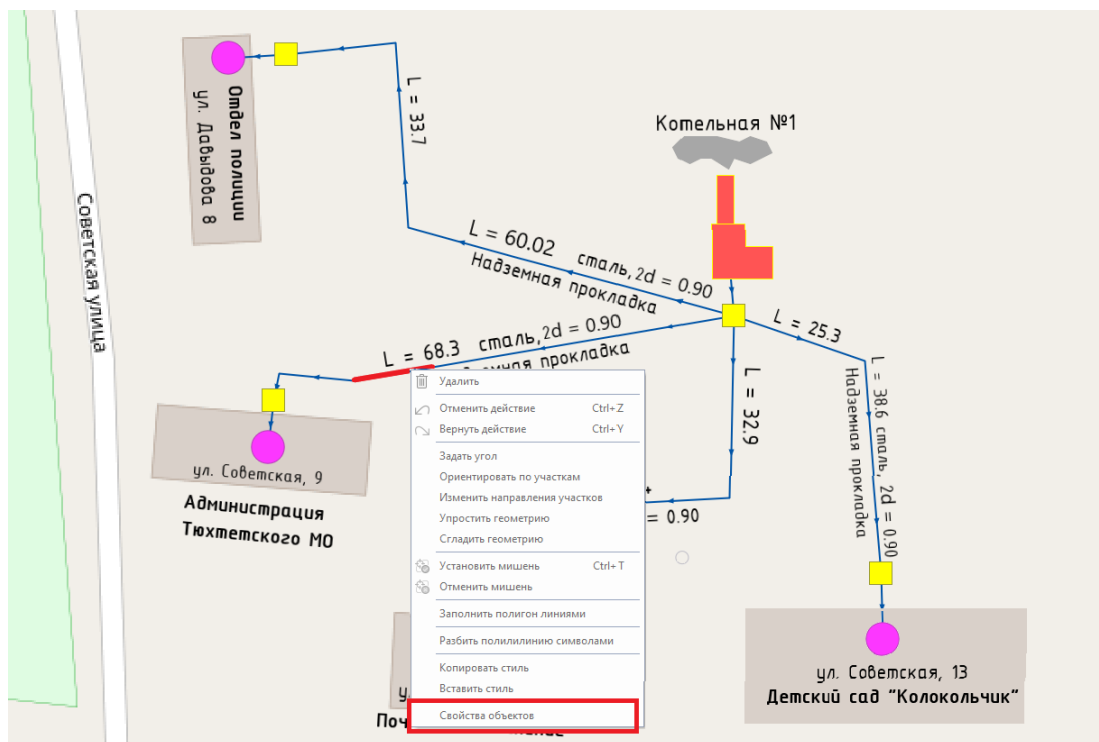 Советская улица
Отдел полиции
ул. Давыдова 8
L = 33.7
Котельная №1
L = 60.02 сталь, 2d = 0.90
Надземная прокладка
L = 68.3 сталь, 2d = 0.90
прокладка
L = 25.3
L = 38.6 сталь, 2d = 0.90
Надземная прокладка
L = 32.9
= 0.90
ул. Советская, 9
Администрация
Тюхтетского МО
Удалить
Отменить действие Ctrl+Z
Вернуть действие Ctrl+Y
Задать угол
Ориентировать по участкам
Изменить направления участков
Упростить геометрию
Сгладить геометрию
Установить мишень Ctrl+T
Отменить мишень
Заполнить полигон линиями
Разбить полилилинию символами
Копировать стиль
Вставить стиль
Свойства объектов
ул. Советская, 13
Детский сад "Колокольчик"